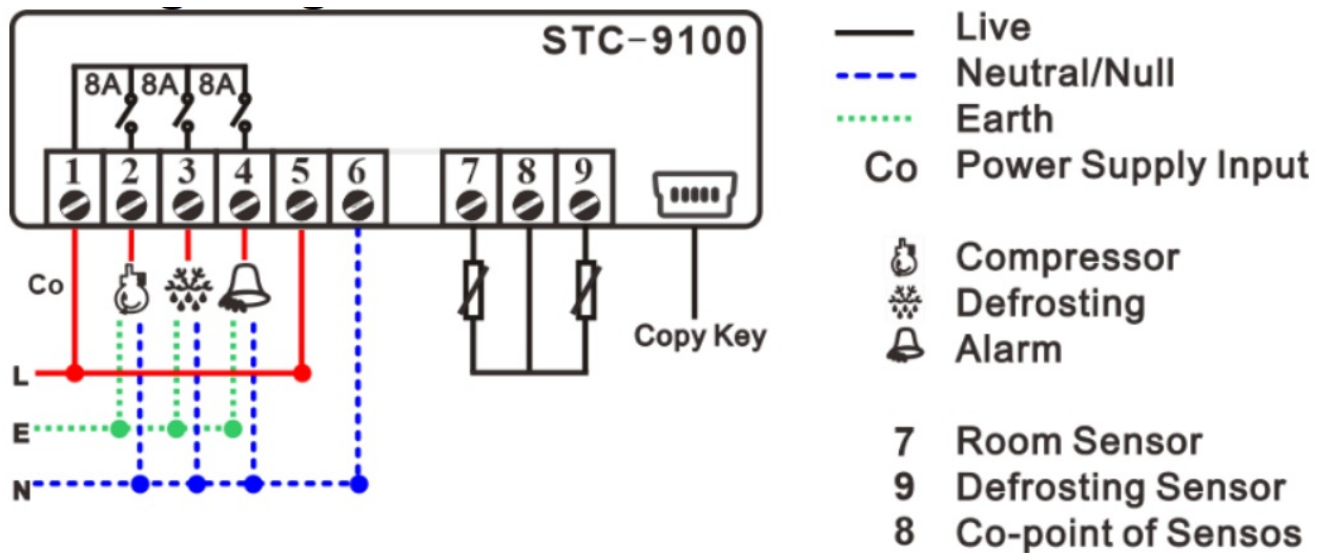 STC-9100
8A 8A 8A
1 2 3 4 5 6 7 8 9
Co
Copy Key
L
E
N
Live
Neutral/Null
Earth
Co Power Supply Input
Compressor
Defrosting
Alarm
7 Room Sensor
9 Defrosting Sensor
8 Co-point of Sensos